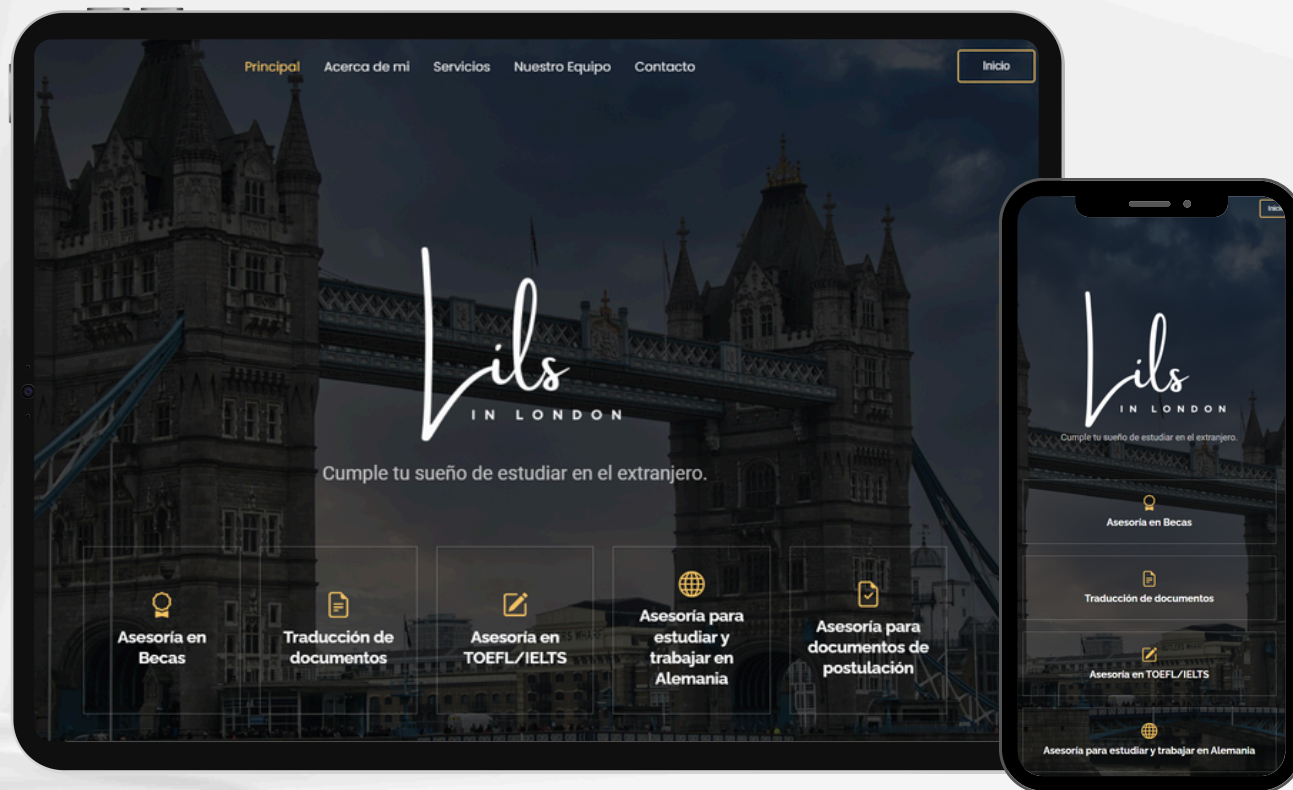 Principal Acerca de mi Servicios Nuestro Equipo Contacto Inicio
Lils
IN LONDON
Cumple tu sueño de estudiar en el extranjero.
Asesoría en
Becas
Traducción de
documentos
Asesoría en
TOEFL/IELTS
Asesoría para
estudiar y
trabajar en
Alemania
Asesoría para
documentos de
postulación
Lils
IN LONDON
Cumple tu sueño de estudiar en el extranjero.
Asesoría en Becas
Traducción de documentos
Asesoría en TOEFL/IELTS
Asesoría para estudiar y trabajar en Alemania